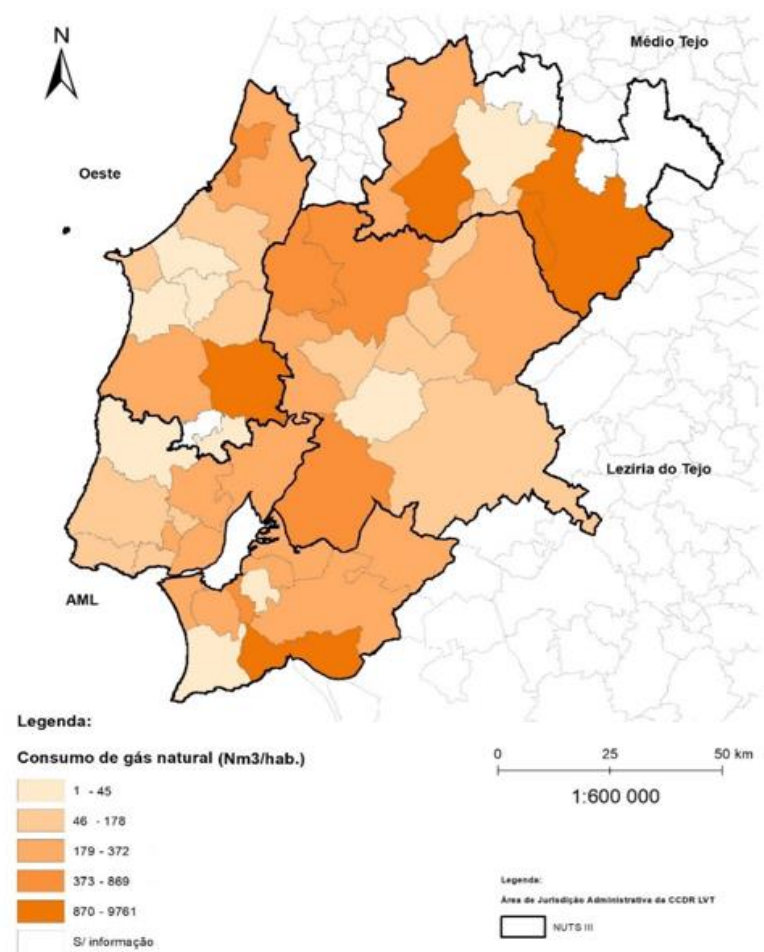 N
Médio Tejo
Oeste
Lezíria do Tejo
AML
Legenda:
Consumo de gás natural (Nm3/hab.)
1 - 45
46 - 178
179 - 372
373 - 869
870 - 9761
S/ informação
0 25 50 km
1:600 000
Legenda:
Área de Jurisdição Administrativa da CCDR LVT
NUTS III